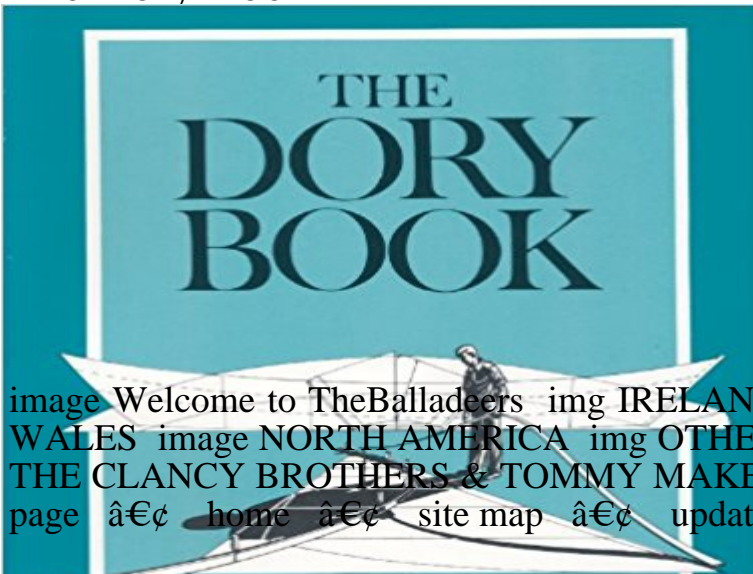 THE
DORY
BOOK
image Welcome to TheBalladeers img IRELAN
WALES image NORTH AMERICA img OTHE
THE CLANCY BROTHERS & TOMMY MAKE
page • home • site map • updat